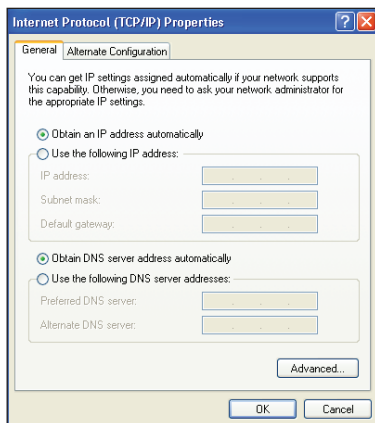 Internet Protocol (TCP/IP) Properties
General
Alternate Configuration
You can get IP settings assigned automatically if your network supports
this capability. Otherwise, you need to ask your network administrator for
the appropriate IP settings.
Obtain an IP address automatically
Use the following IP address:
IP address:
Subnet mask:
Default gateway:
Obtain DNS server address automatically
Use the following DNS server addresses:
Preferred DNS server:
Alternate DNS server:
Advanced...
OK
Cancel